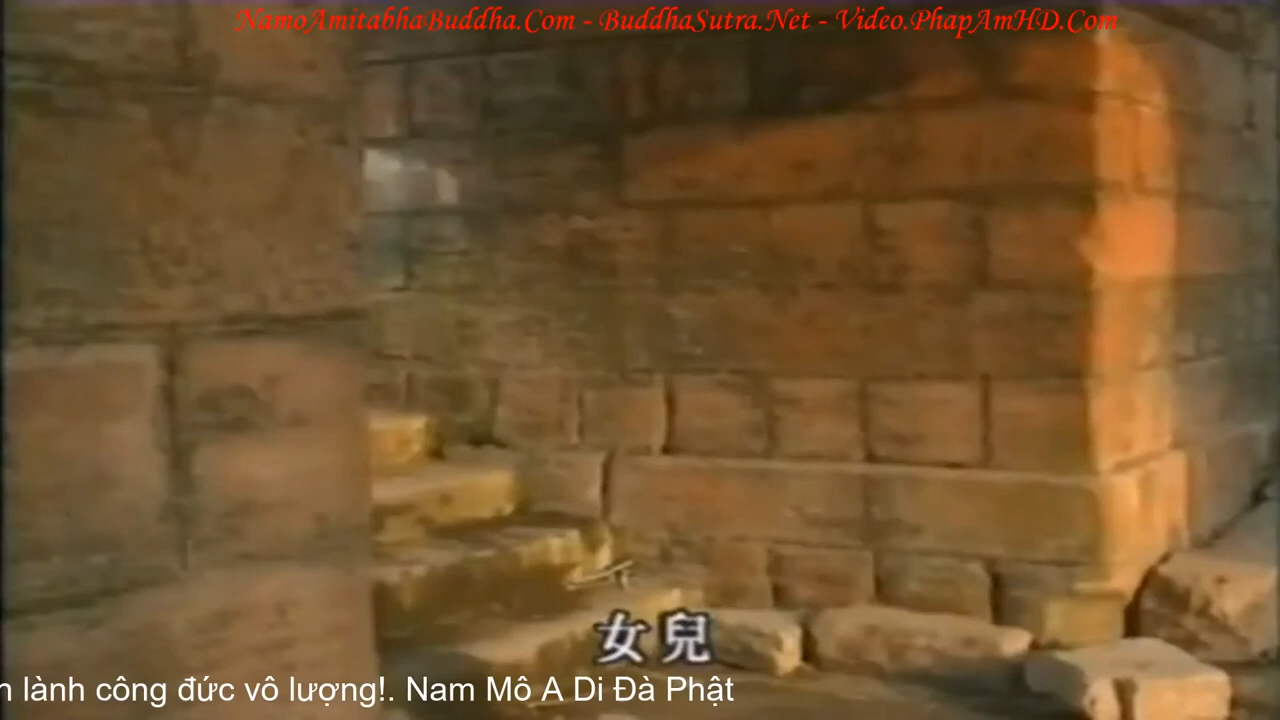 NamoAmitabhaBuddha.Com - BuddhaSutra.Net - Video.PhapAmHD.Com
女兒
lành công đức vô lượng!. Nam Mô A Di Đà Phật